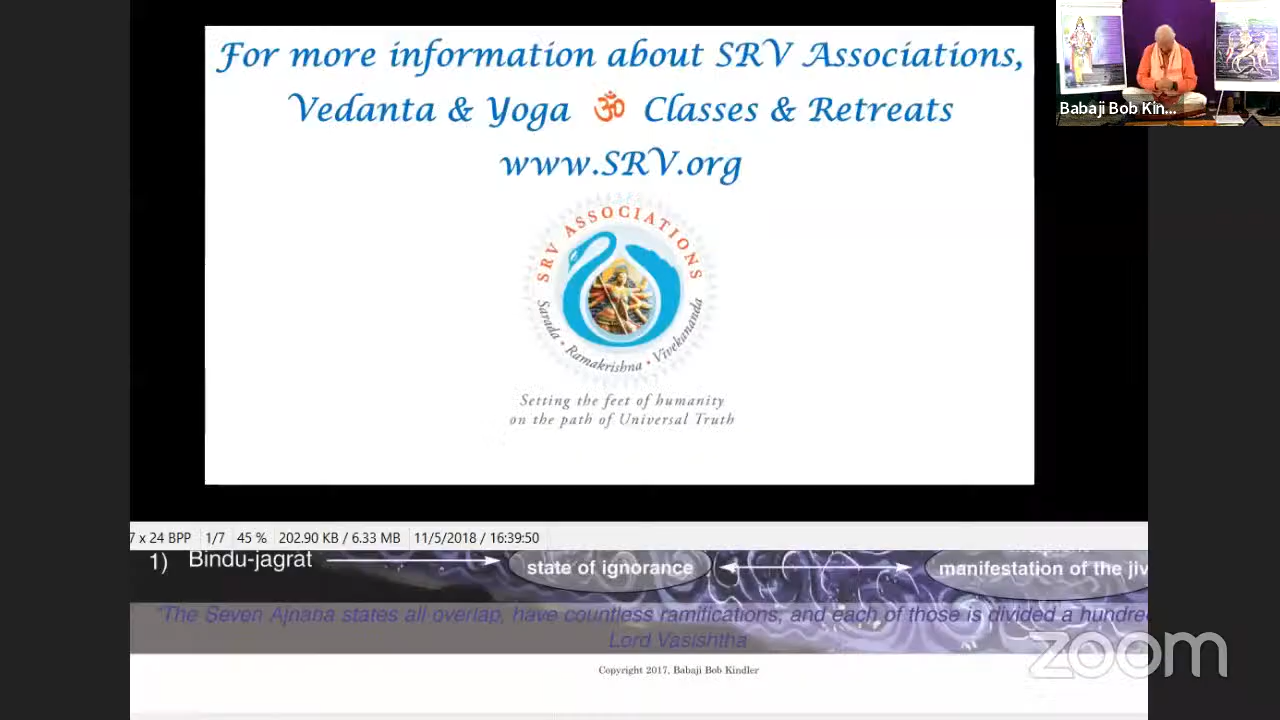 For more information about SRV Associations,
Vedanta & Yoga ॐ Classes & Retreats
www.SRV.org
SRV ASSOCIATIONS
Sarada • Ramakrishna • Vivekananda
Setting the feet of humanity
on the path of Universal Truth
Babaji Bob Kin...
7 x 24 BPP 1/7 45 % 202.90 KB / 6.33 MB 11/5/2018 / 16:39:50
1) Bindu-jagrat
state of ignorance
manifestation of the jiv
"The Seven Ajnana states all overlap, have countless ramifications, and each of those is divided a hundre
Lord Vasishtha
Copyright 2017, Babaji Bob Kindler
zoom